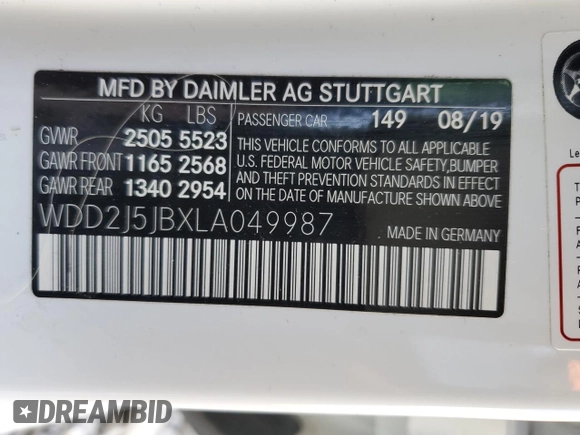 MFD BY DAIMLER AG STUTTGART
KG LBS
PASSENGER CAR 149 08/19
GVWR 2505 5523
GAWR FRONT 1165 2568
GAWR REAR 1340 2954
THIS VEHICLE CONFORMS TO ALL APPLICABLE
U.S. FEDERAL MOTOR VEHICLE SAFETY,BUMPER
AND THEFT PREVENTION STANDARDS IN EFFECT
ON THE DATE OF MANUFACTURE SHOWN ABOVE
WDD2J5JBXLA049987
MADE IN GERMANY
DREAMBID